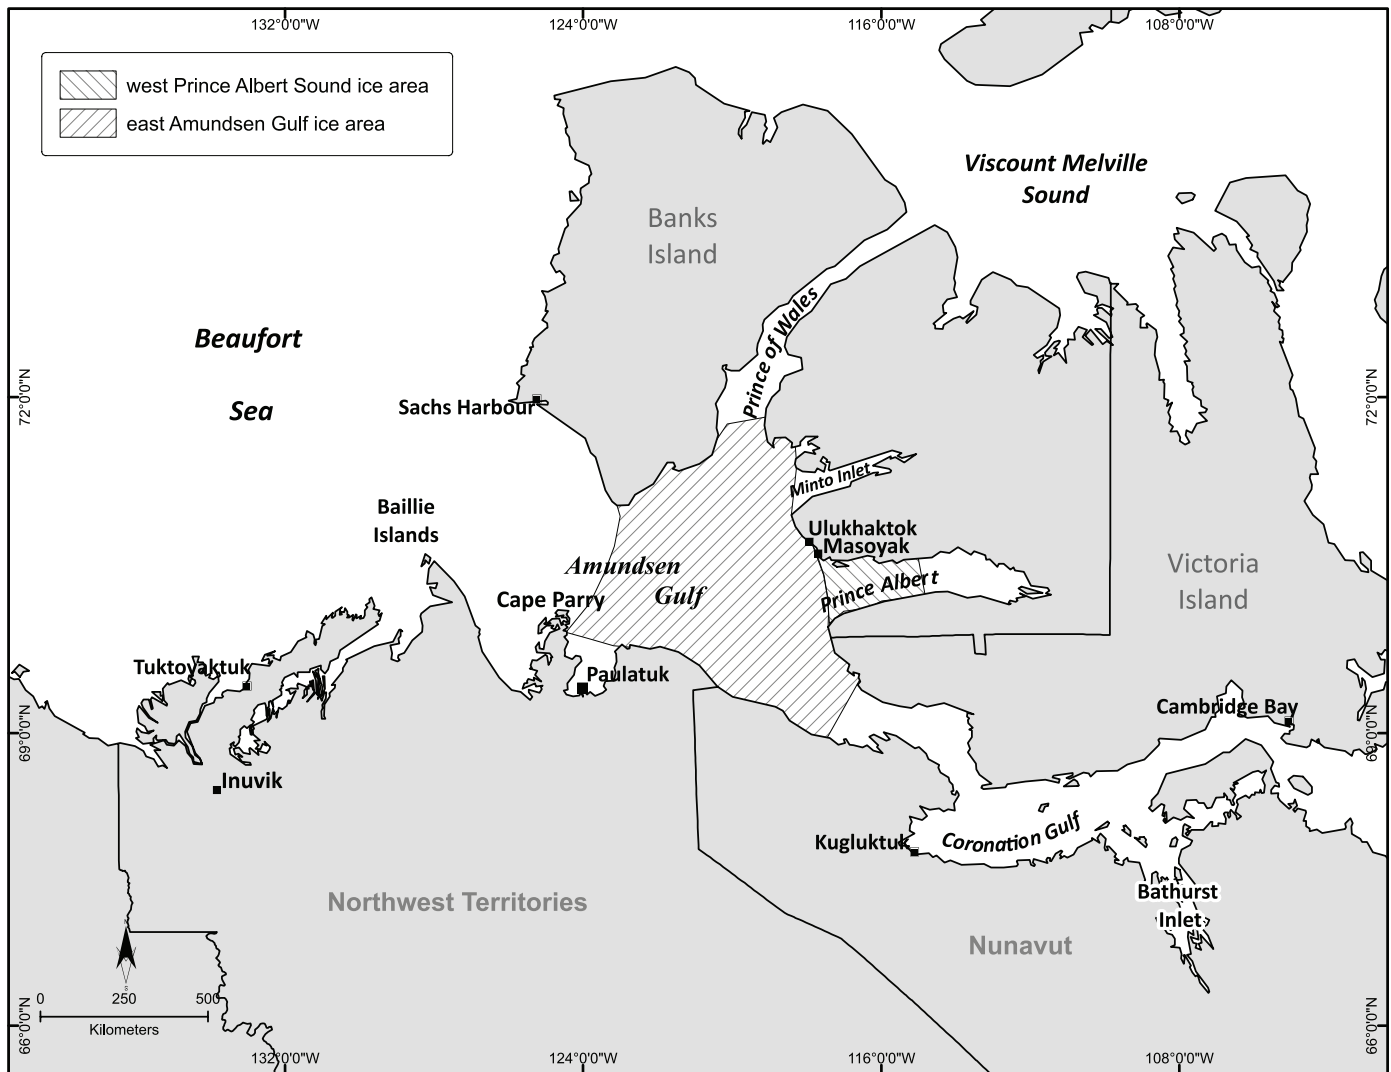 132°0'0"W
124°0'0"W
116°0'0"W
108°0'0"W
west Prince Albert Sound ice area
east Amundsen Gulf ice area
Viscount Melville
Sound
Banks
Island
Beaufort
Sea
Prince of Wales
72°0'0"N
72°0'0"N
Sachs Harbour
Minto Inlet
Baillie
Islands
Ulukhaktok
Masoyak
Amundsen
Gulf
Prince Albert
Victoria
Island
Cape Parry
Tuktoyaktuk
Paulatuk
Cambridge Bay
69°0'0"N
69°0'0"N
Inuvik
Kugluktuk
Coronation Gulf
Bathurst
Inlet
Northwest Territories
Nunavut
N
S
0
250
500
Kilometers
66°0'0"N
66°0'0"N
132°0'0"W
124°0'0"W
116°0'0"W
108°0'0"W